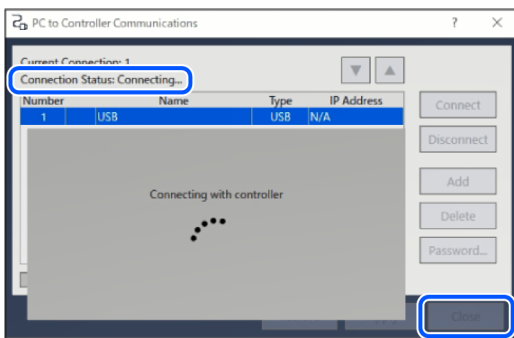 PC to Controller Communications ?
Current Connection: 1
Connection Status: Connecting...
Number Name Type IP Address
1 USB USB N/A
Connect
Disconnect
Connecting with controller
Add
Delete
Password...
Close